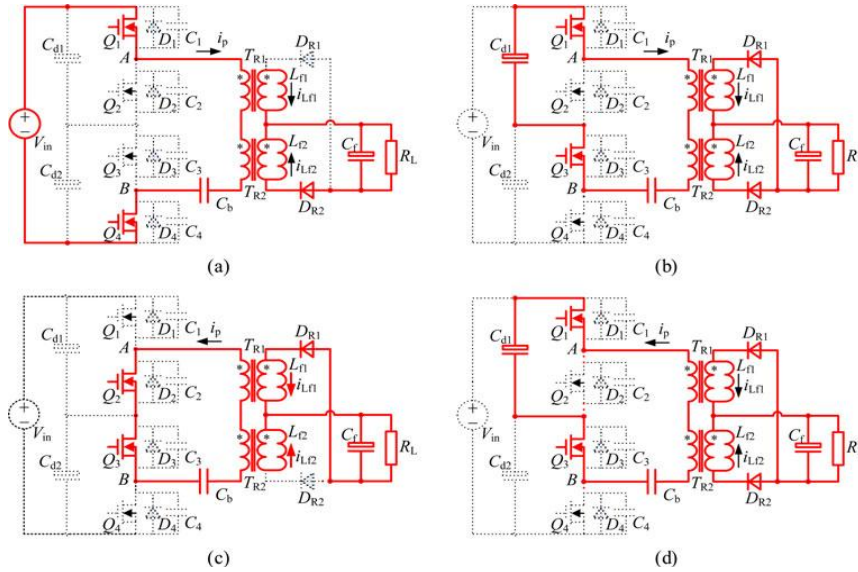 Q1 D1 C1 ip TR1 DR1
Cd1 A Lf1
iLf1
Q2 D2 C2
+ − Vin
Cd2 Q3 D3 C3 Lf2 iLf2 Cf RL
B Cb TR2 DR2
Q4 D4 C4
(a)
Q1 D1 C1 ip TR1 DR1
Cd1 A Lf1
iLf1
Q2 D2 C2
+ − Vin
Cd2 Q3 D3 C3 Lf2 iLf2 Cf R
B Cb TR2 DR2
Q4 D4 C4
(b)
Q1 D1 C1 ip TR1 DR1
Cd1 A Lf1
iLf1
Q2 D2 C2
+ − Vin
Cd2 Q3 D3 C3 Lf2 iLf2 Cf RL
B Cb TR2 DR2
Q4 D4 C4
(c)
Q1 D1 C1 ip TR1 DR1
Cd1 A Lf1
iLf1
Q2 D2 C2
+ − Vin
Cd2 Q3 D3 C3 Lf2 iLf2 Cf R
B Cb TR2 DR2
Q4 D4 C4
(d)